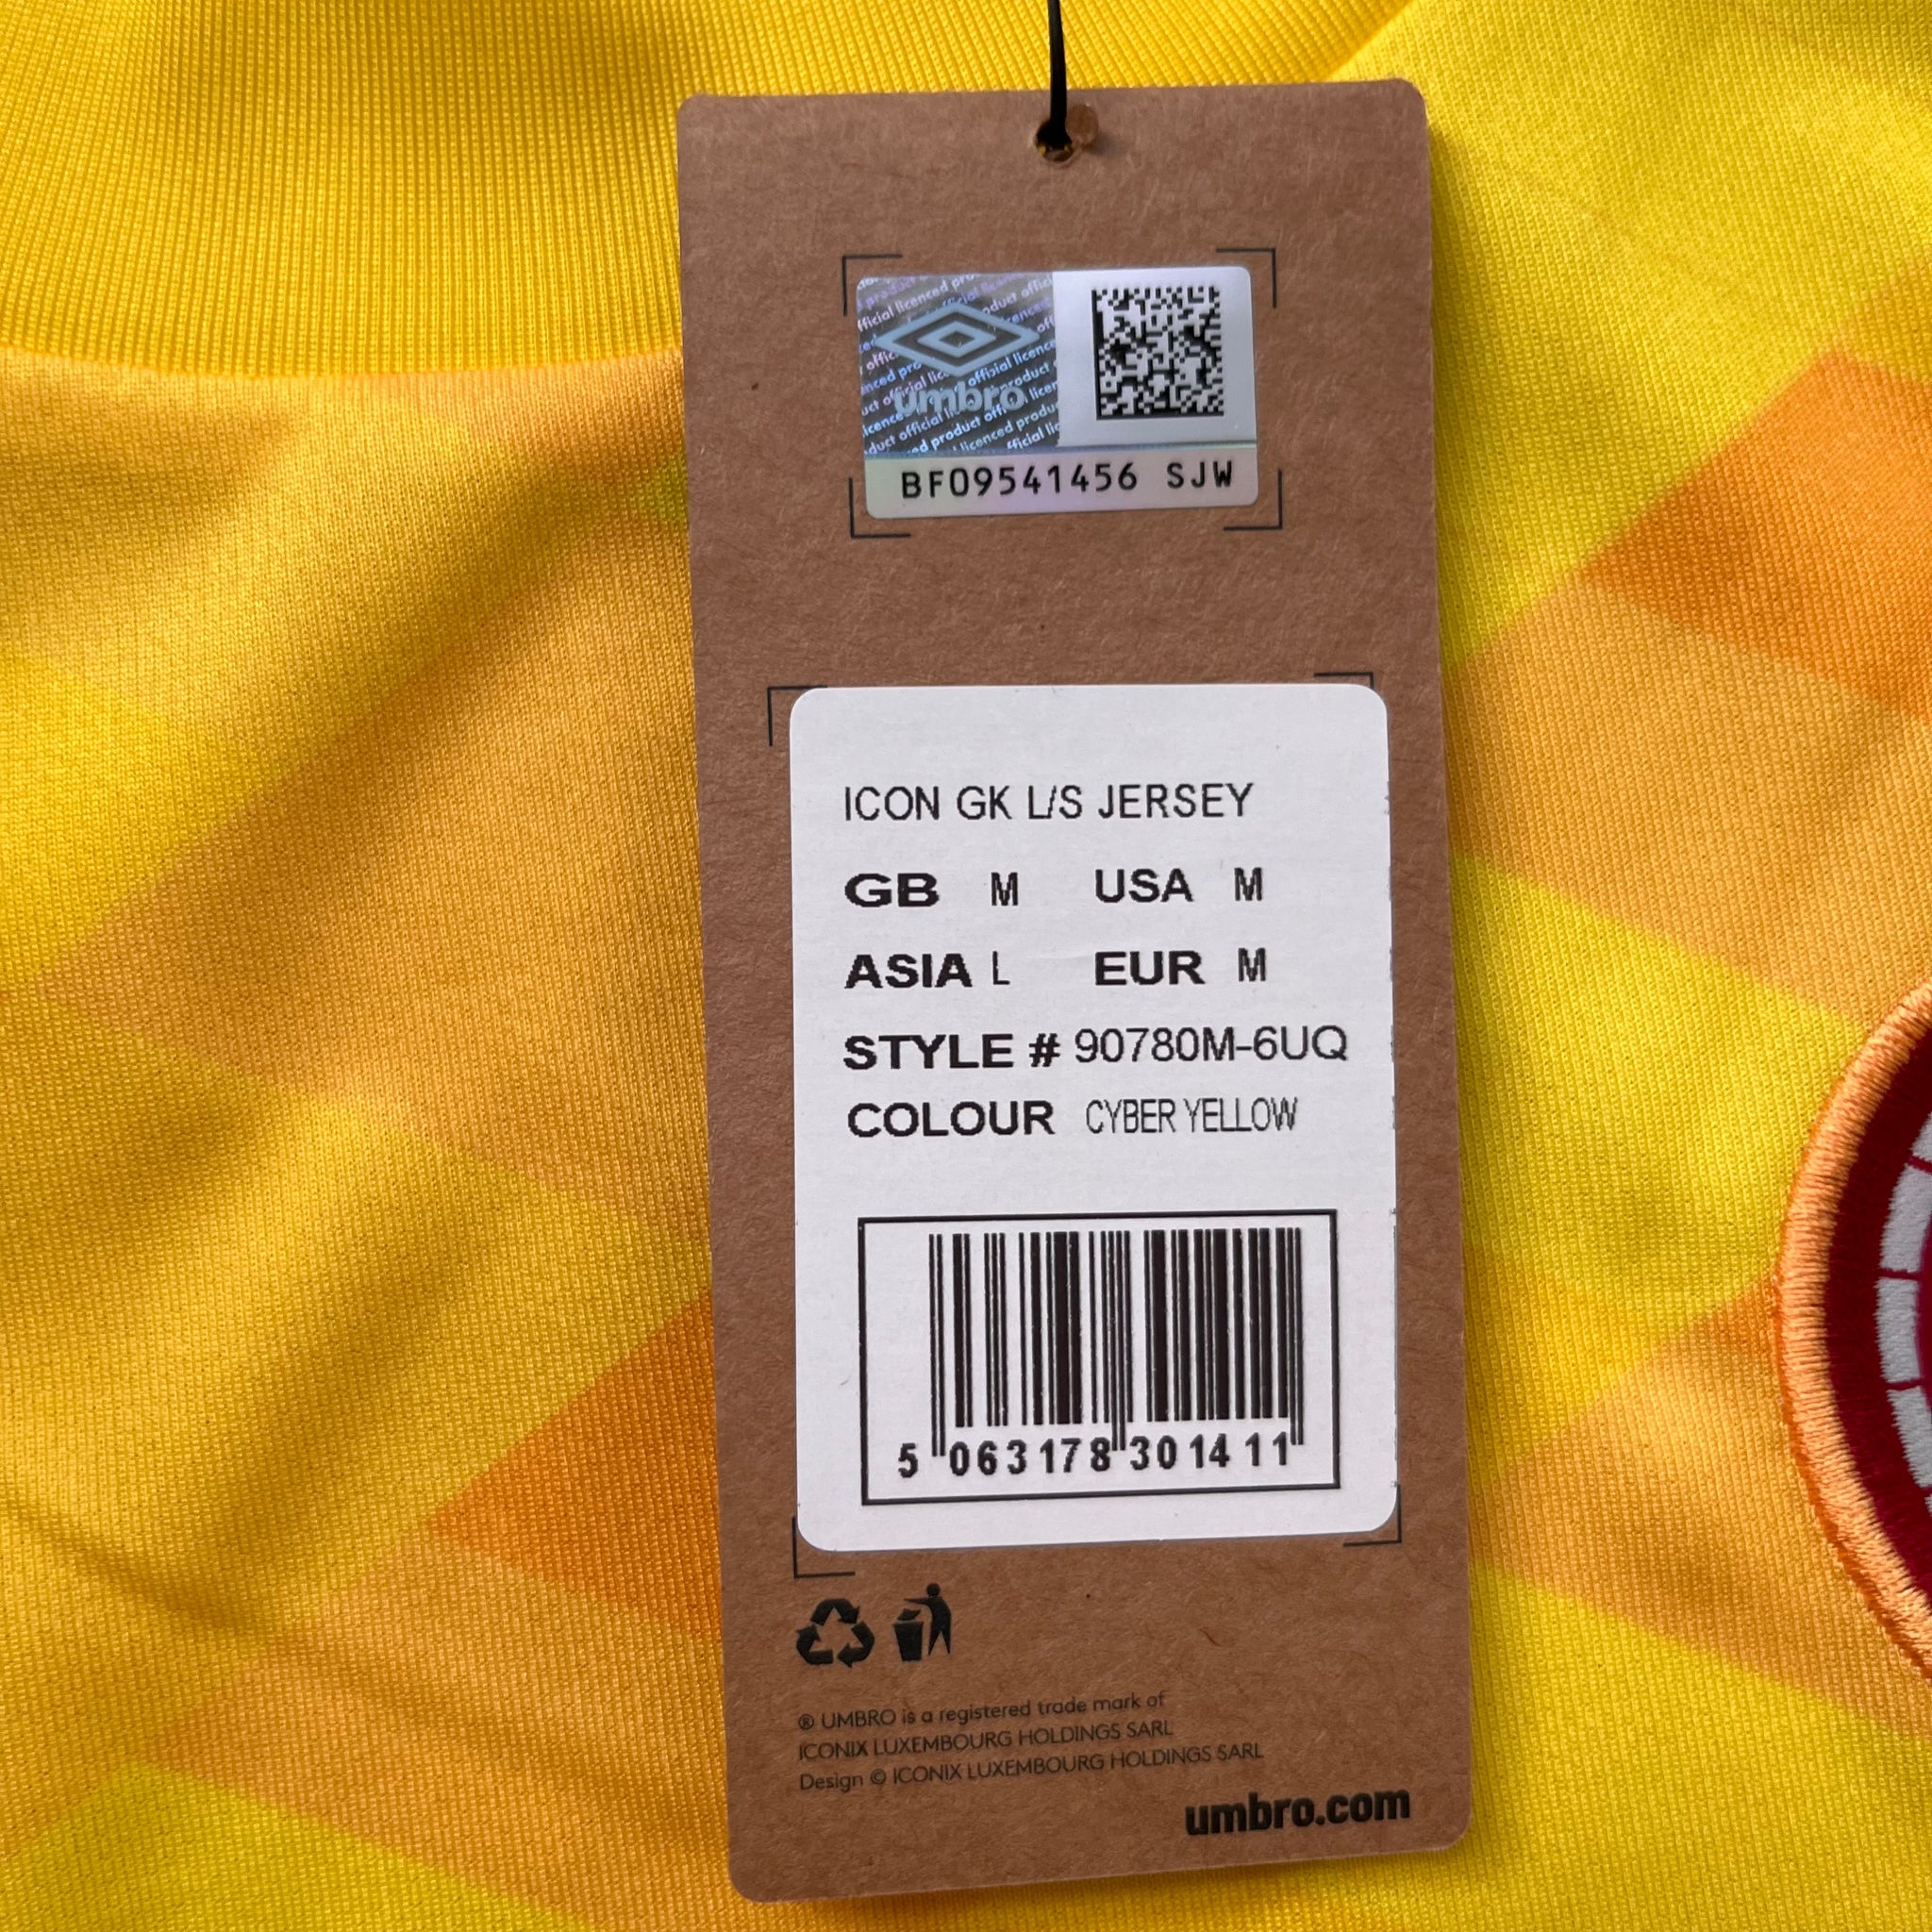 umbro
BF09541456 SJW
ICON GK L/S JERSEY
GB M USA M
ASIA L EUR M
STYLE # 90780M-6UQ
COLOUR CYBER YELLOW
5 063178 301411
® UMBRO is a registered trade mark of
ICONIX LUXEMBOURG HOLDINGS SARL
Design © ICONIX LUXEMBOURG HOLDINGS SARL
umbro.com